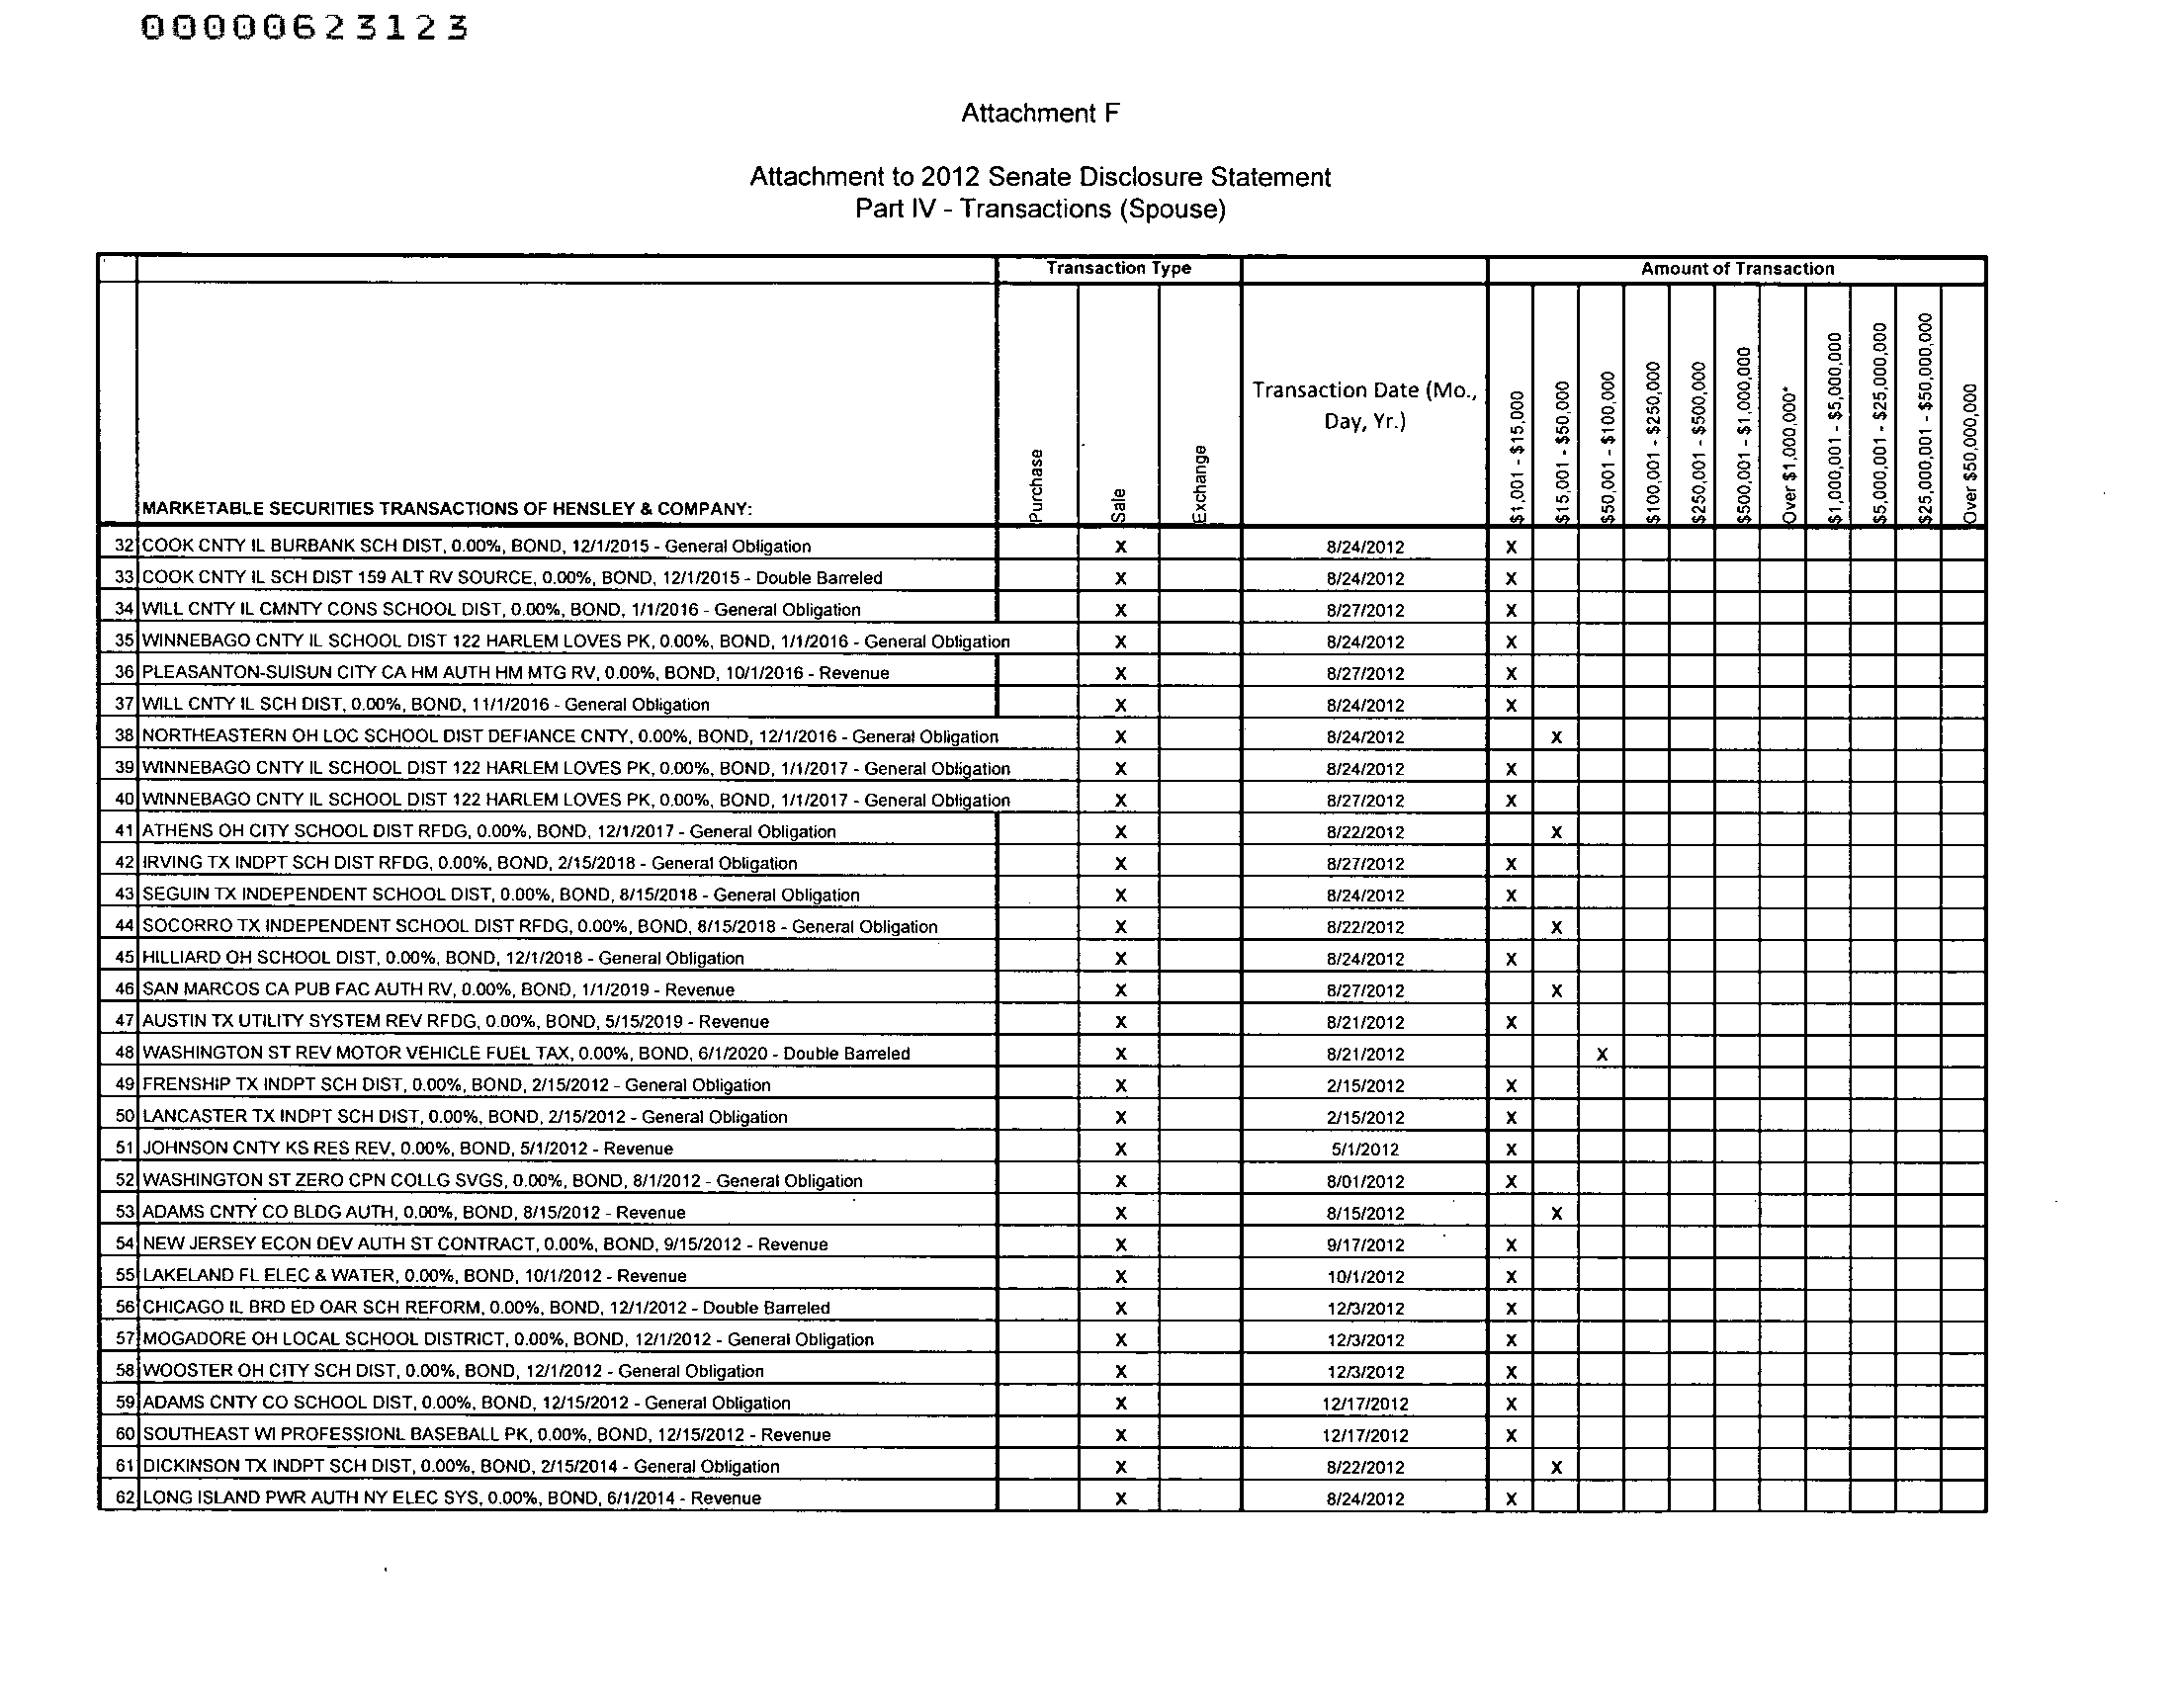 00000623123
Attachment F
Attachment to 2012 Senate Disclosure Statement
Part IV - Transactions (Spouse)
Transaction Type Amount of Transaction
MARKETABLE SECURITIES TRANSACTIONS OF HENSLEY & COMPANY: Purchase Sale Exchange Transaction Date (Mo., Day, Yr.) $1,001 - $15,000 $15,001 - $50,000 $50,001 - $100,000 $100,001 - $250,000 $250,001 - $500,000 $500,001 - $1,000,000 Over $1,000,000* $1,000,001 - $5,000,000 $5,000,001 - $25,000,000 $25,000,001 - $50,000,000 Over $50,000,000
32 COOK CNTY IL BURBANK SCH DIST, 0.00%, BOND, 12/1/2015 - General Obligation X 8/24/2012 X
33 COOK CNTY IL SCH DIST 159 ALT RV SOURCE, 0.00%, BOND, 12/1/2015 - Double Barreled X 8/24/2012 X
34 WILL CNTY IL CMNTY CONS SCHOOL DIST, 0.00%, BOND, 1/1/2016 - General Obligation X 8/27/2012 X
35 WINNEBAGO CNTY IL SCHOOL DIST 122 HARLEM LOVES PK, 0.00%, BOND, 1/1/2016 - General Obligation X 8/24/2012 X
36 PLEASANTON-SUISUN CITY CA HM AUTH HM MTG RV, 0.00%, BOND, 10/1/2016 - Revenue X 8/27/2012 X
37 WILL CNTY IL SCH DIST, 0.00%, BOND, 11/1/2016 - General Obligation X 8/24/2012 X
38 NORTHEASTERN OH LOC SCHOOL DIST DEFIANCE CNTY, 0.00%, BOND, 12/1/2016 - General Obligation X 8/24/2012 X
39 WINNEBAGO CNTY IL SCHOOL DIST 122 HARLEM LOVES PK, 0.00%, BOND, 1/1/2017 - General Obligation X 8/24/2012 X
40 WINNEBAGO CNTY IL SCHOOL DIST 122 HARLEM LOVES PK, 0.00%, BOND, 1/1/2017 - General Obligation X 8/27/2012 X
41 ATHENS OH CITY SCHOOL DIST RFDG, 0.00%, BOND, 12/1/2017 - General Obligation X 8/22/2012 X
42 IRVING TX INDPT SCH DIST RFDG, 0.00%, BOND, 2/15/2018 - General Obligation X 8/27/2012 X
43 SEGUIN TX INDEPENDENT SCHOOL DIST, 0.00%, BOND, 8/15/2018 - General Obligation X 8/24/2012 X
44 SOCORRO TX INDEPENDENT SCHOOL DIST RFDG, 0.00%, BOND, 8/15/2018 - General Obligation X 8/22/2012 X
45 HILLIARD OH SCHOOL DIST, 0.00%, BOND, 12/1/2018 - General Obligation X 8/24/2012 X
46 SAN MARCOS CA PUB FAC AUTH RV, 0.00%, BOND, 1/1/2019 - Revenue X 8/27/2012 X
47 AUSTIN TX UTILITY SYSTEM REV RFDG, 0.00%, BOND, 5/15/2019 - Revenue X 8/21/2012 X
48 WASHINGTON ST REV MOTOR VEHICLE FUEL TAX, 0.00%, BOND, 6/1/2020 - Double Barreled X 8/21/2012 X
49 FRENSHIP TX INDPT SCH DIST, 0.00%, BOND, 2/15/2012 - General Obligation X 2/15/2012 X
50 LANCASTER TX INDPT SCH DIST, 0.00%, BOND, 2/15/2012 - General Obligation X 2/15/2012 X
51 JOHNSON CNTY KS RES REV, 0.00%, BOND, 5/1/2012 - Revenue X 5/1/2012 X
52 WASHINGTON ST ZERO CPN COLLG SVGS, 0.00%, BOND, 8/1/2012 - General Obligation X 8/01/2012 X
53 ADAMS CNTY CO BLDG AUTH, 0.00%, BOND, 8/15/2012 - Revenue X 8/15/2012 X
54 NEW JERSEY ECON DEV AUTH ST CONTRACT, 0.00%, BOND, 9/15/2012 - Revenue X 9/17/2012 X
55 LAKELAND FL ELEC & WATER, 0.00%, BOND, 10/1/2012 - Revenue X 10/1/2012 X
56 CHICAGO IL BRD ED OAR SCH REFORM, 0.00%, BOND, 12/1/2012 - Double Barreled X 12/3/2012 X
57 MOGADORE OH LOCAL SCHOOL DISTRICT, 0.00%, BOND, 12/1/2012 - General Obligation X 12/3/2012 X
58 WOOSTER OH CITY SCH DIST, 0.00%, BOND, 12/1/2012 - General Obligation X 12/3/2012 X
59 ADAMS CNTY CO SCHOOL DIST, 0.00%, BOND, 12/15/2012 - General Obligation X 12/17/2012 X
60 SOUTHEAST WI PROFESSIONL BASEBALL PK, 0.00%, BOND, 12/15/2012 - Revenue X 12/17/2012 X
61 DICKINSON TX INDPT SCH DIST, 0.00%, BOND, 2/15/2014 - General Obligation X 8/22/2012 X
62 LONG ISLAND PWR AUTH NY ELEC SYS, 0.00%, BOND, 6/1/2014 - Revenue X 8/24/2012 X